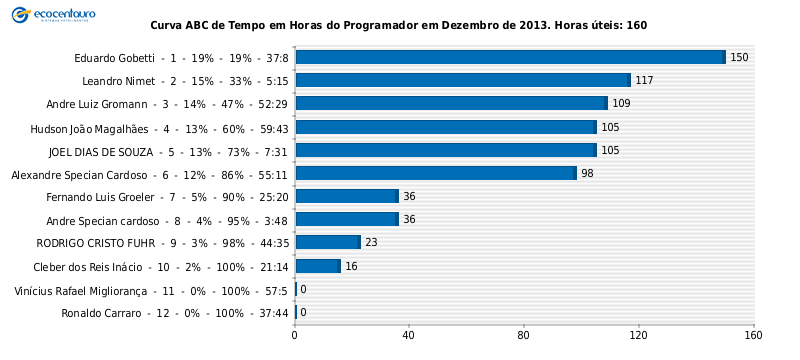 ecocentauro
Curva ABC de Tempo em Horas do Programador em Dezembro de 2013. Horas úteis: 160
Eduardo Gobetti - 1 - 19% - 19% - 37:8 150
Leandro Nimet - 2 - 15% - 33% - 5:15 117
Andre Luiz Gromann - 3 - 14% - 47% - 52:29 109
Hudson João Magalhães - 4 - 13% - 60% - 59:43 105
JOEL DIAS DE SOUZA - 5 - 13% - 73% - 7:31 105
Alexandre Specian Cardoso - 6 - 12% - 86% - 55:11 98
Fernando Luis Groeler - 7 - 5% - 90% - 25:20 36
Andre Specian cardoso - 8 - 4% - 95% - 3:48 36
RODRIGO CRISTO FUHR - 9 - 3% - 98% - 44:35 23
Cleber dos Reis Inácio - 10 - 2% - 100% - 21:14 16
Vinícius Rafael Migliorança - 11 - 0% - 100% - 57:5 0
Ronaldo Carraro - 12 - 0% - 100% - 37:44 0
0 40 80 120 160